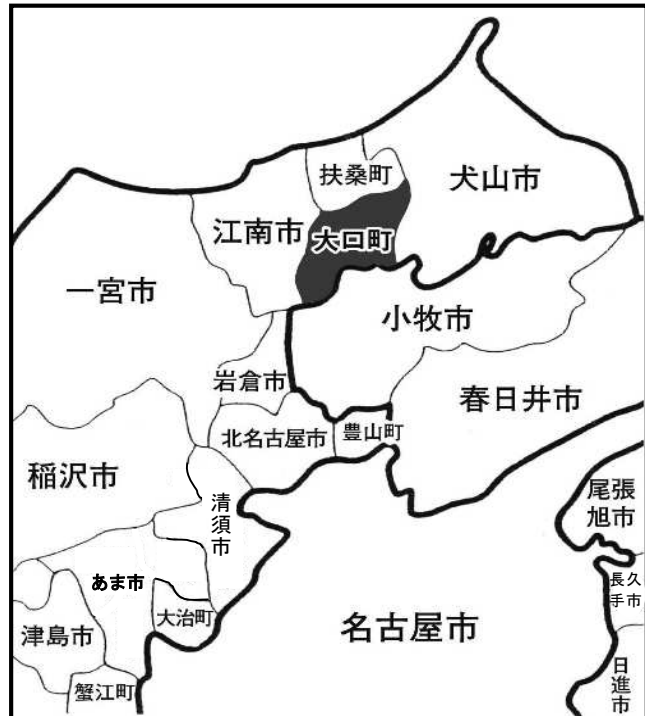 扶桑町
犬山市
江南市
大口町
一宮市
小牧市
岩倉市
春日井市
北名古屋市
豊山町
稲沢市
清須市
尾張
旭市
あま市
長久
手市
大治町
名古屋市
津島市
日進市
蟹江町